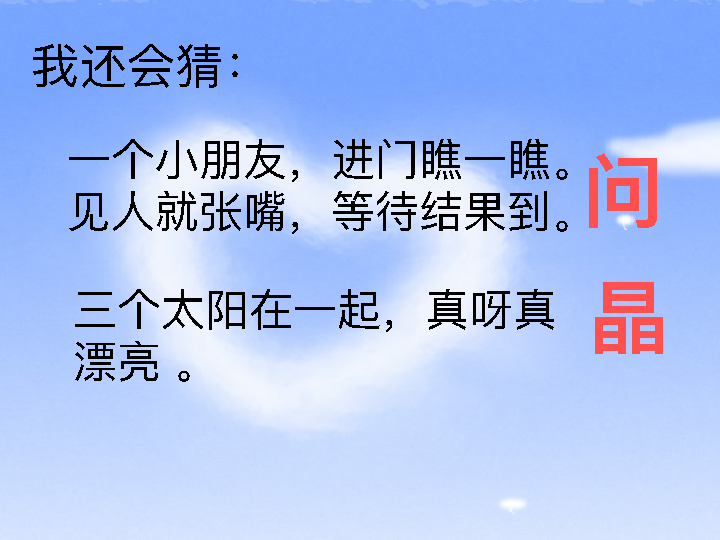 我还会猜：
一个小朋友，进门瞧一瞧。
见人就张嘴，等待结果到。
问
三个太阳在一起，真呀真
漂亮 。
晶